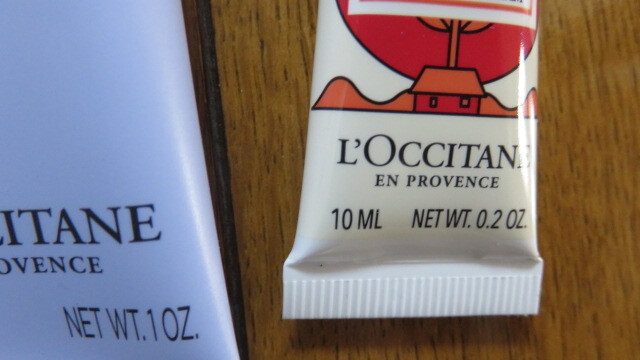 CITANE
OVENCE
NET WT. 1 OZ.
L'OCCITANE
EN PROVENCE
10 ML NET WT. 0.2 OZ.